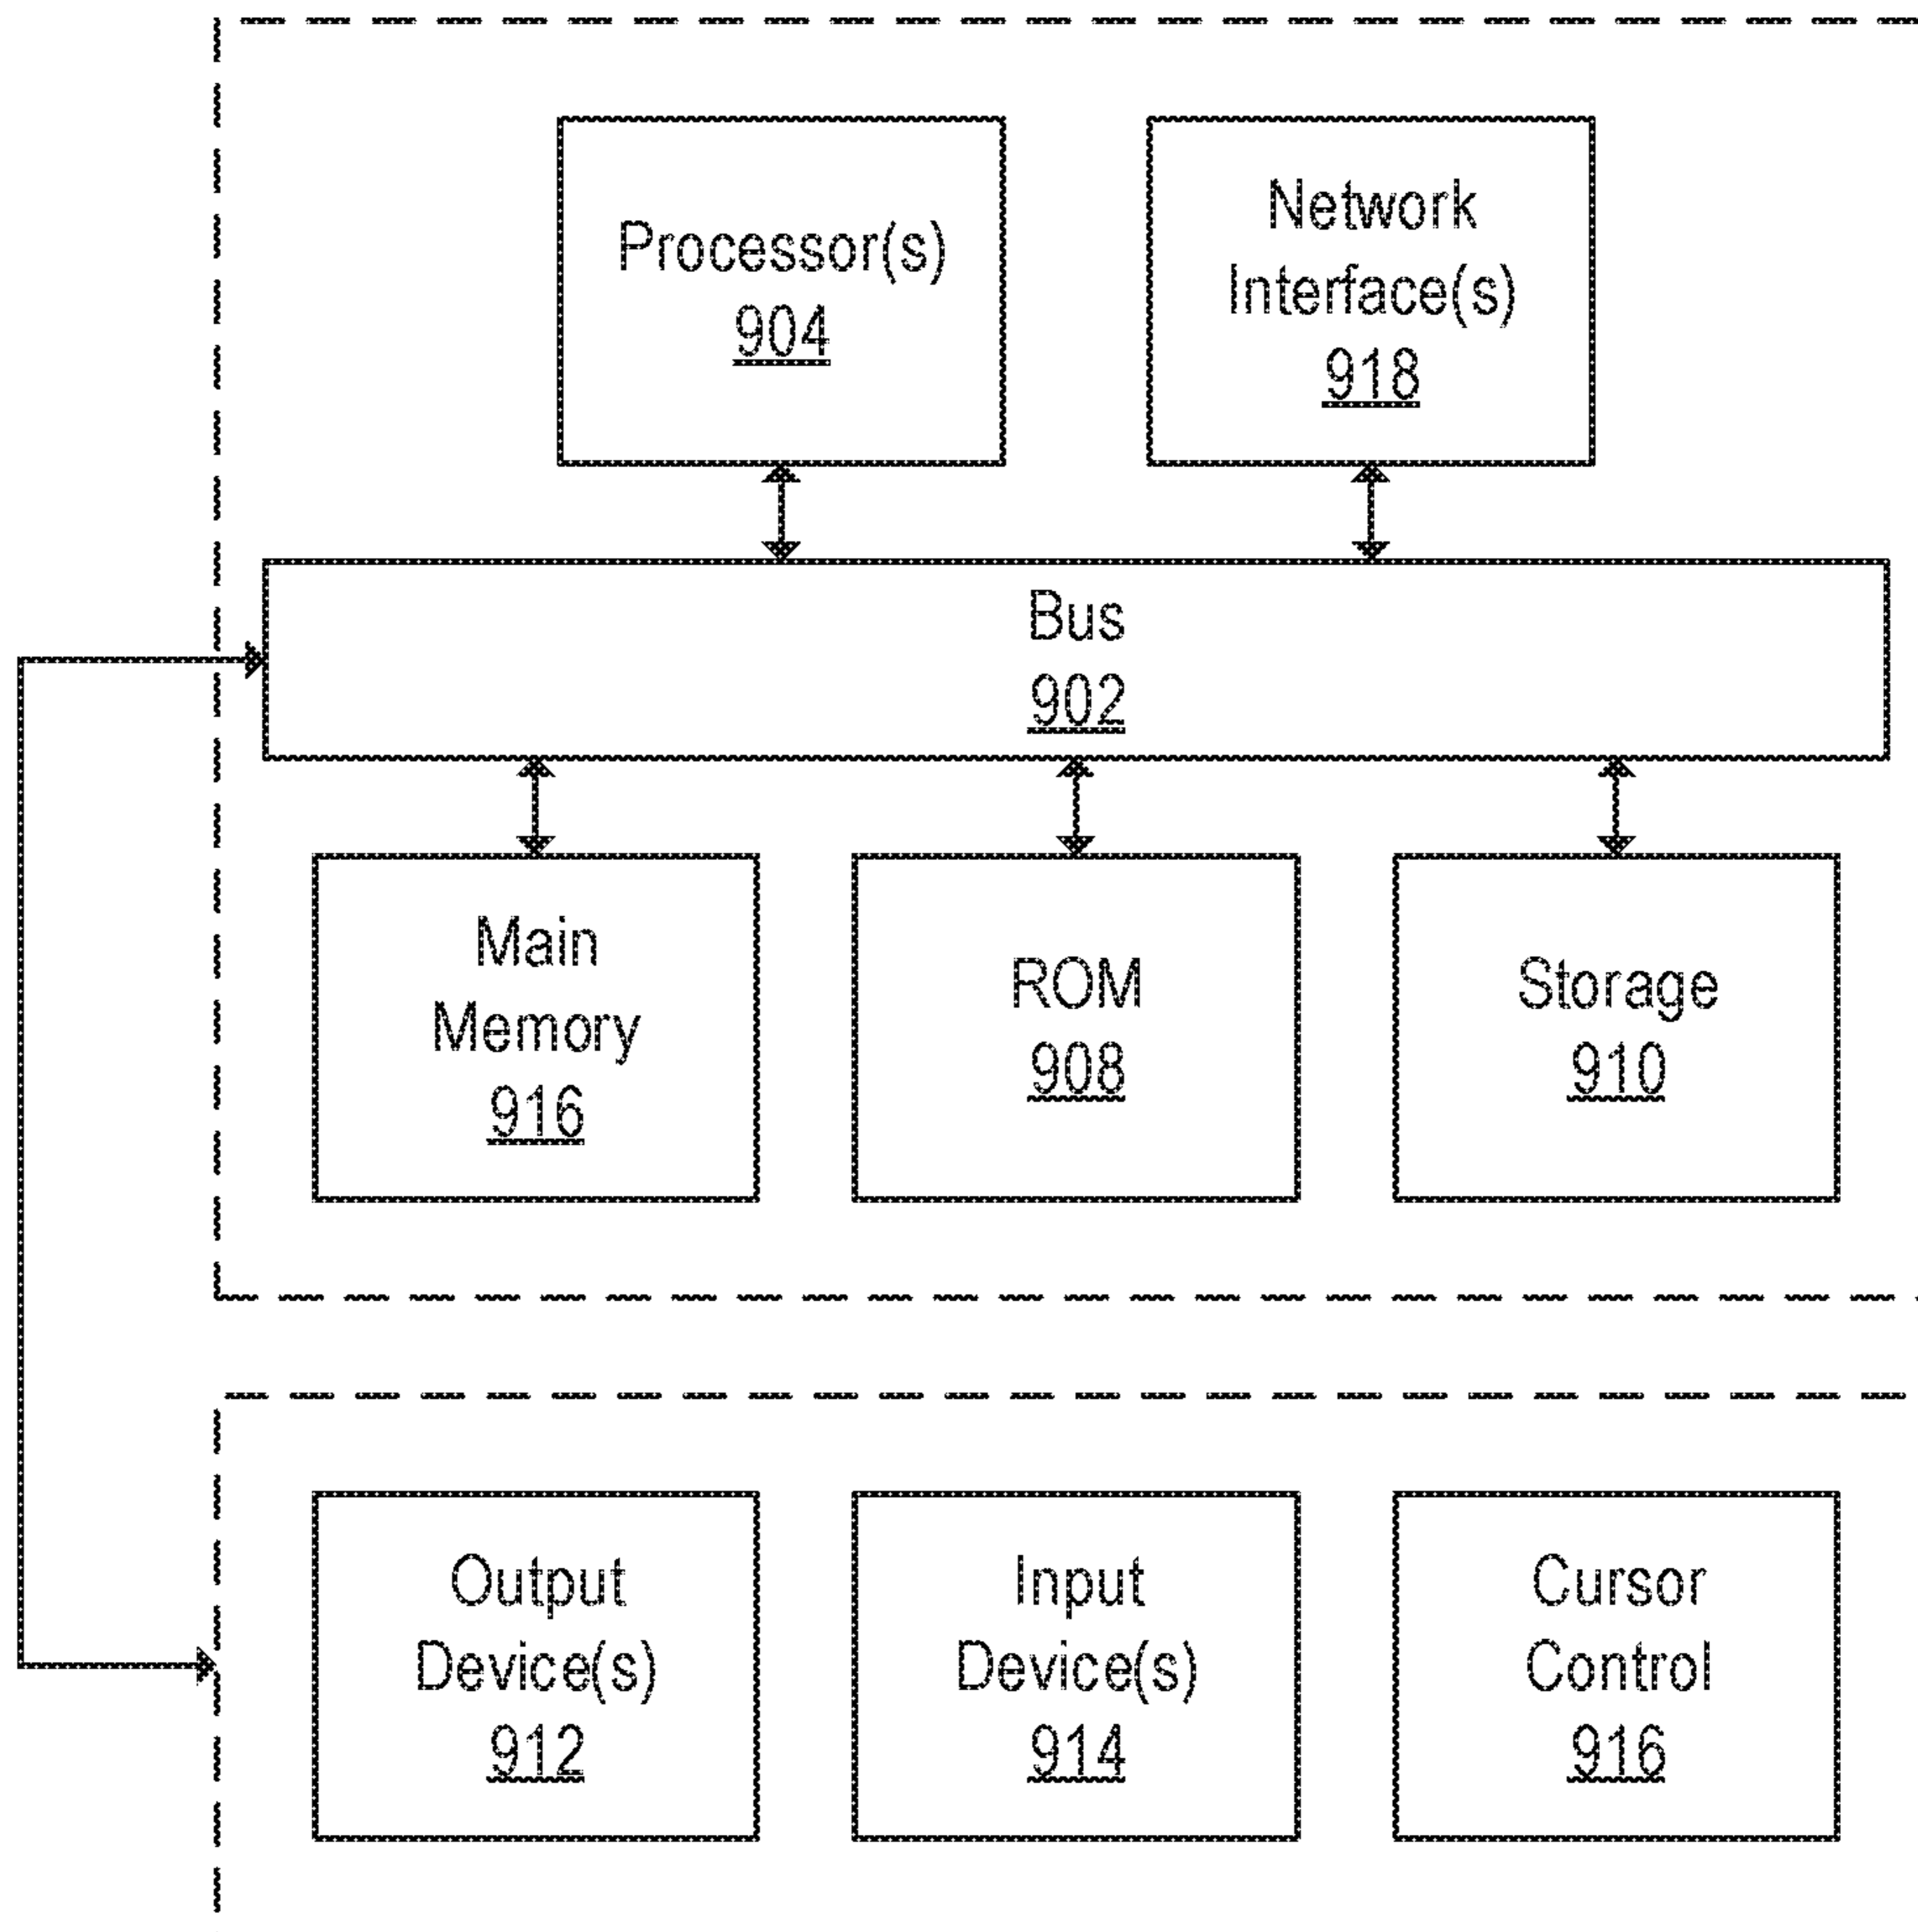 Processor(s)
904
Network
Interface(s)
918
Bus
902
Main
Memory
916
ROM
908
Storage
910
Output
Device(s)
912
Input
Device(s)
914
Cursor
Control
916